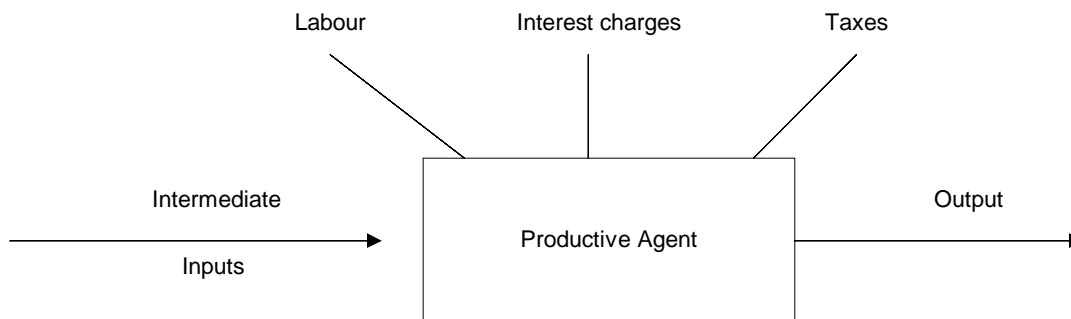 Labour
Interest charges
Taxes
Intermediate
Inputs
Productive Agent
Output